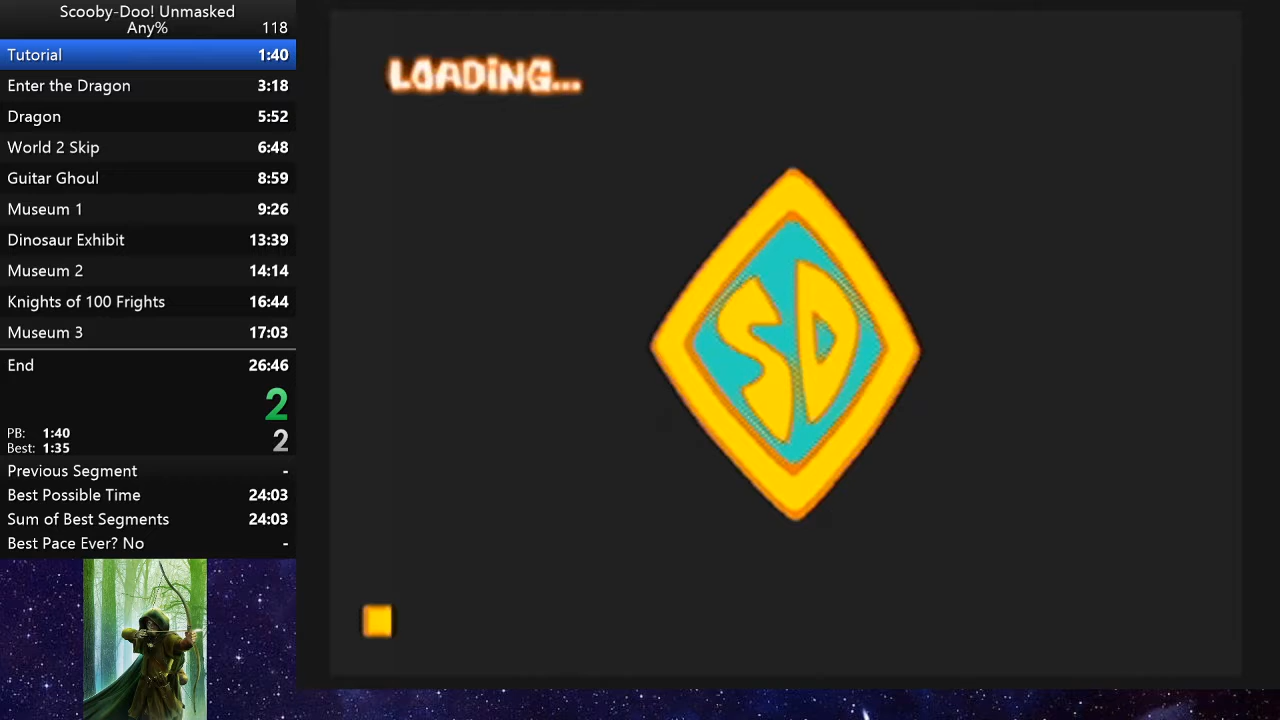 Scooby-Doo! Unmasked
Any% 118
Tutorial 1:40
Enter the Dragon 3:18
Dragon 5:52
World 2 Skip 6:48
Guitar Ghoul 8:59
Museum 1 9:26
Dinosaur Exhibit 13:39
Museum 2 14:14
Knights of 100 Frights 16:44
Museum 3 17:03
End 26:46
2
PB: 1:40
Best: 1:35
2
Previous Segment -
Best Possible Time 24:03
Sum of Best Segments 24:03
Best Pace Ever? No -
LOADING...
SD